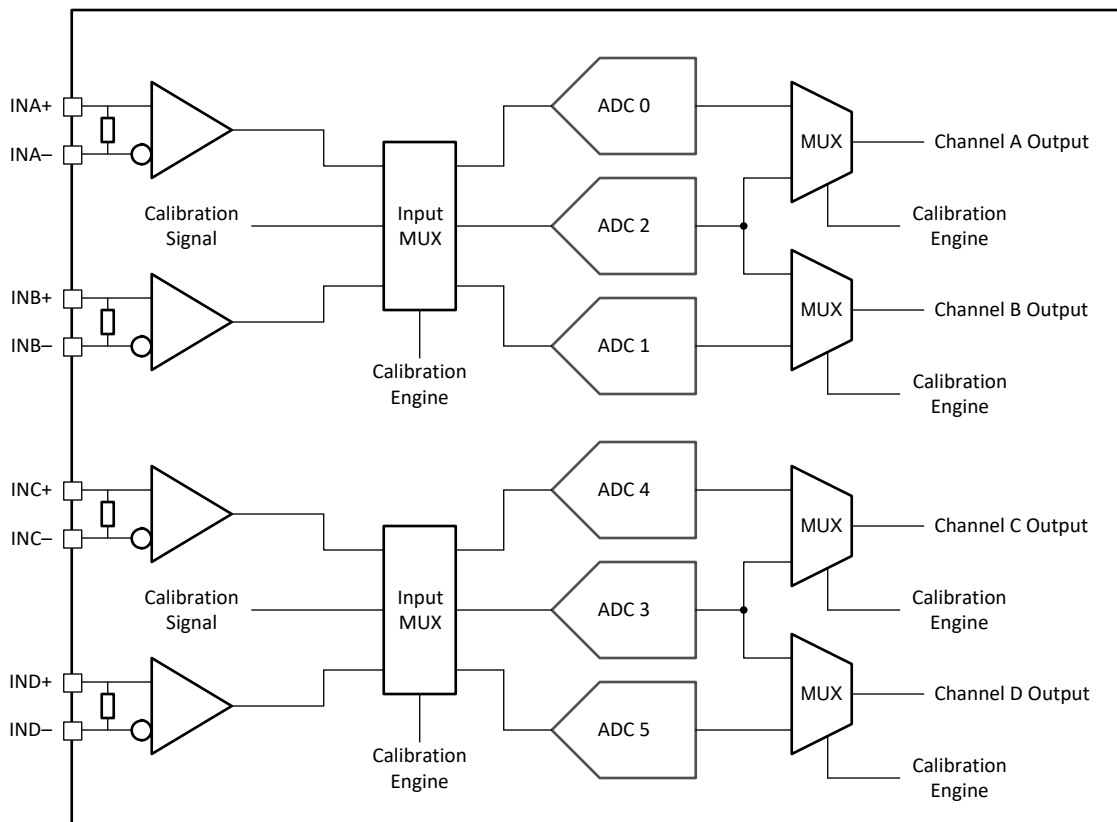 INA+
INA–
Calibration
Signal
INB+
INB–
Input
MUX
Calibration
Engine
ADC 0
ADC 2
ADC 1
MUX
Channel A Output
Calibration
Engine
MUX
Channel B Output
Calibration
Engine
INC+
INC–
Calibration
Signal
IND+
IND–
Input
MUX
Calibration
Engine
ADC 4
ADC 3
ADC 5
MUX
Channel C Output
Calibration
Engine
MUX
Channel D Output
Calibration
Engine